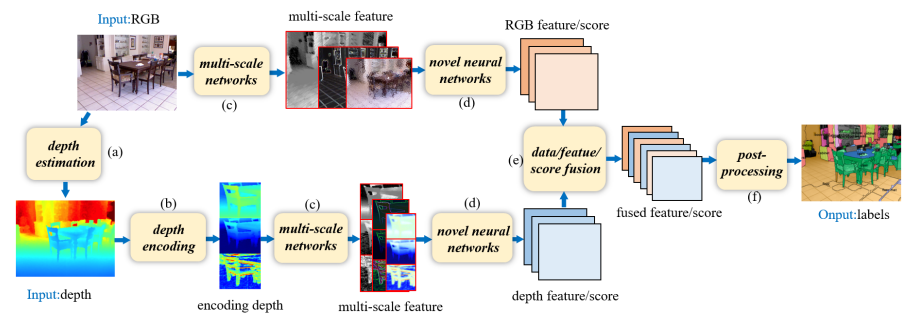 Input:RGB
multi-scale feature
RGB feature/score
multi-scale
networks
(c)
novel neural
networks
(d)
depth
estimation
(a)
(e)
data/featue/
score fusion
post-
processing
(f)
fused feature/score
Onput:labels
(b)
depth
encoding
(c)
multi-scale
networks
(d)
novel neural
networks
Input:depth
encoding depth
multi-scale feature
depth feature/score